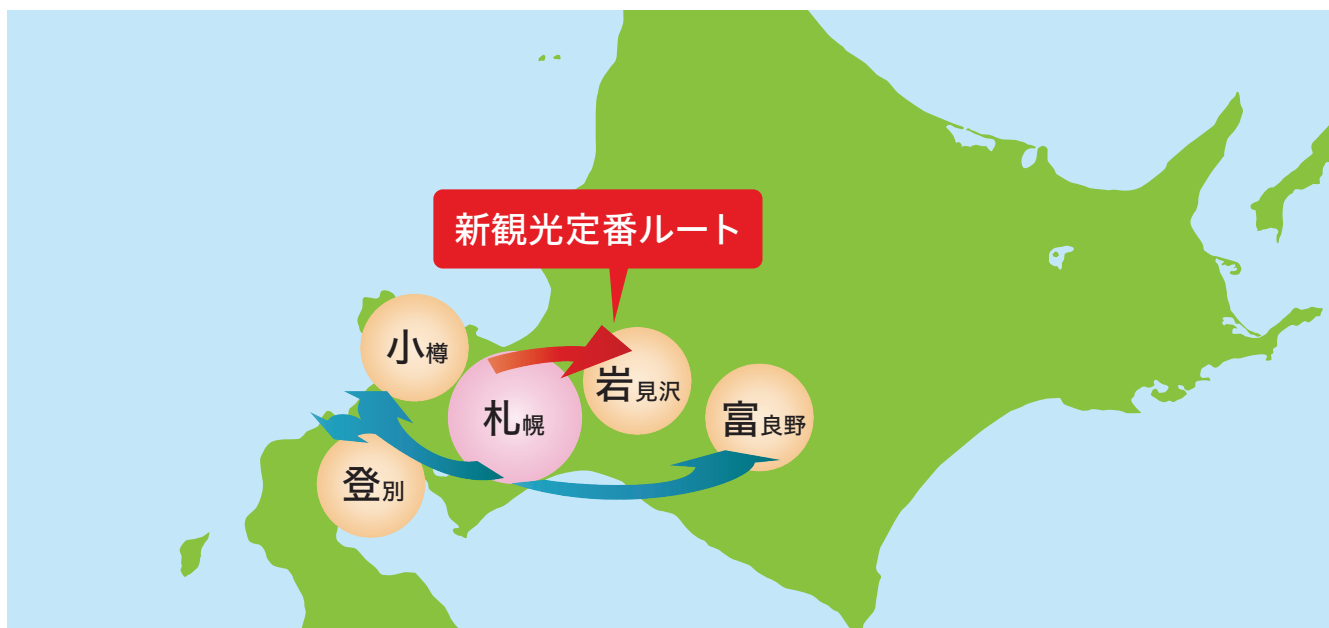 新観光定番ルート
小樽
岩見沢
札幌
富良野
登別